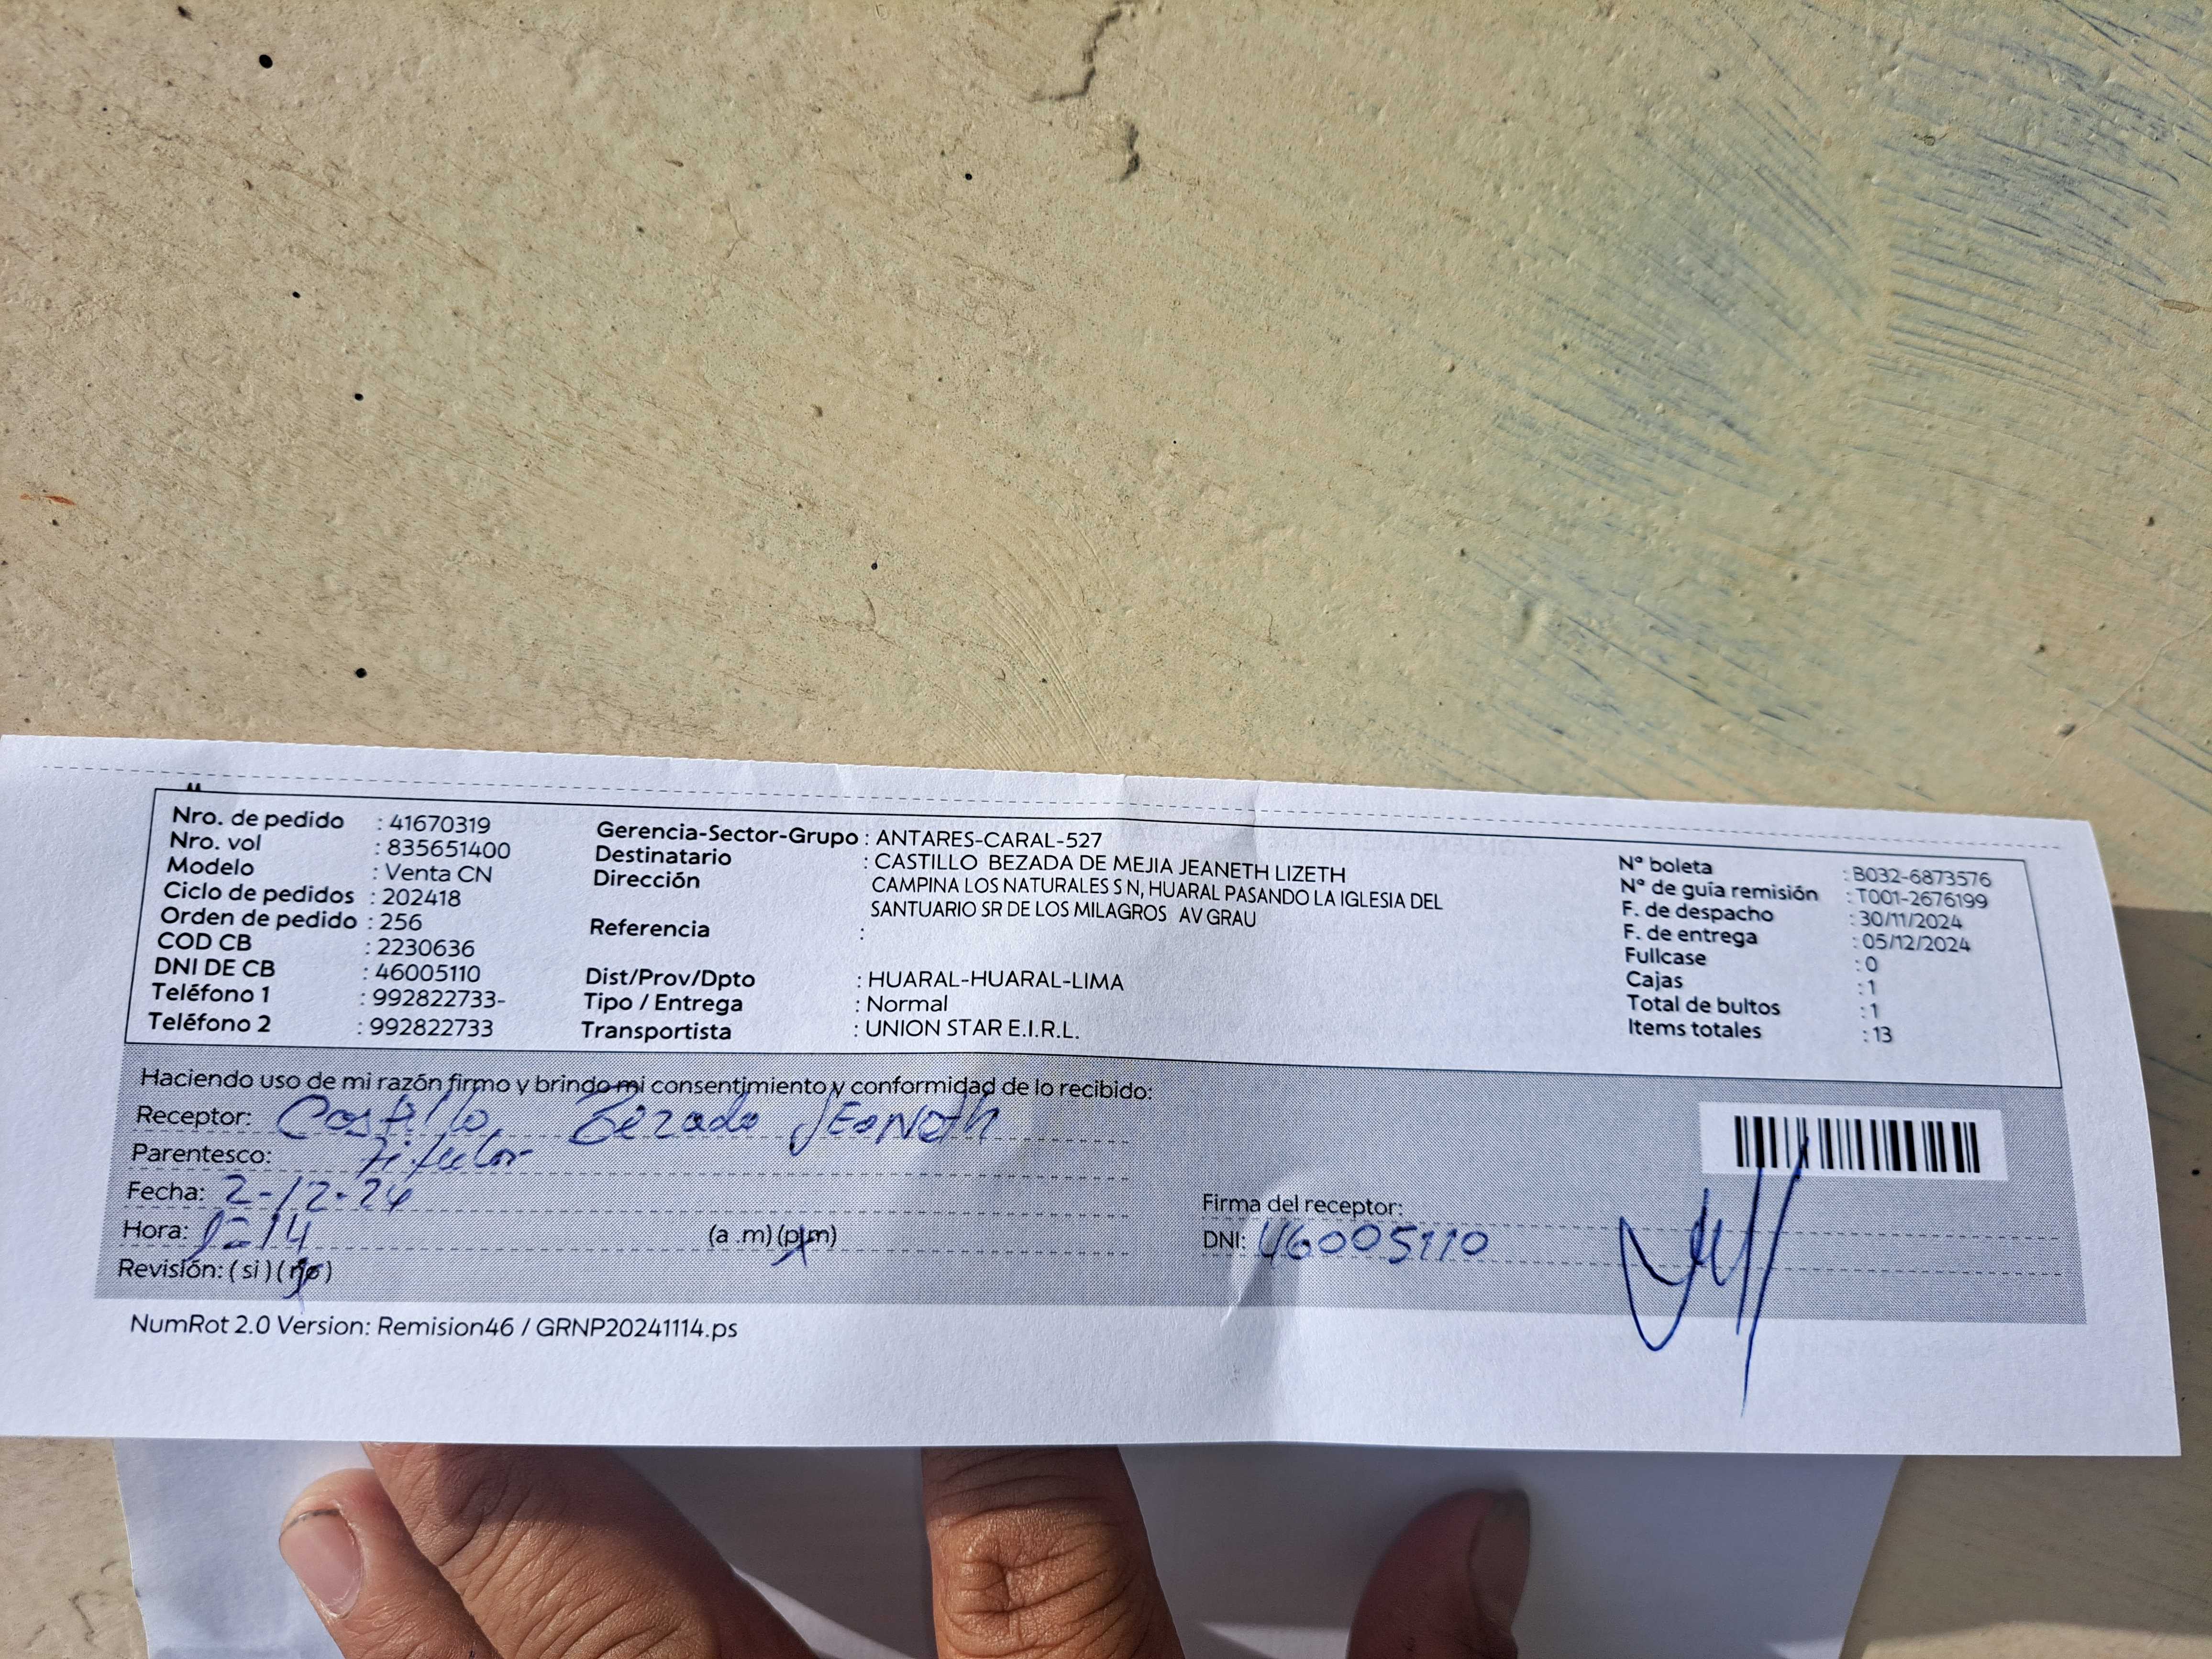 Nro. de pedido : 41670319
Nro. vol : 835651400
Modelo : Venta CN
Ciclo de pedidos : 202418
Orden de pedido : 256
COD CB : 2230636
DNI DE CB : 46005110
Teléfono 1 : 992822733-
Teléfono 2 : 992822733
Gerencia-Sector-Grupo : ANTARES-CARAL-527
Destinatario : CASTILLO BEZADA DE MEJIA JEANETH LIZETH
Dirección CAMPINA LOS NATURALES S N, HUARAL PASANDO LA IGLESIA DEL
SANTUARIO SR DE LOS MILAGROS AV GRAU
Referencia :
Dist/Prov/Dpto : HUARAL-HUARAL-LIMA
Tipo / Entrega : Normal
Transportista : UNION STAR E.I.R.L.
Nº boleta : B032-6873576
Nº de guía remisión : T001-2676199
F. de despacho : 30/11/2024
F. de entrega : 05/12/2024
Fullcase : 0
Cajas : 1
Total de bultos : 1
Items totales : 13
Haciendo uso de mi razón firmo y brindo mi consentimiento y conformidad de lo recibido:
Receptor: Castillo Bezada JEaNeth
Parentesco: Titular
Fecha: 2-12-24
Hora: 1=14 (a .m) (p.m)
Revisión: ( si ) ( no )
Firma del receptor:
DNI: 46005110
NumRot 2.0 Version: Remision46 / GRNP20241114.ps